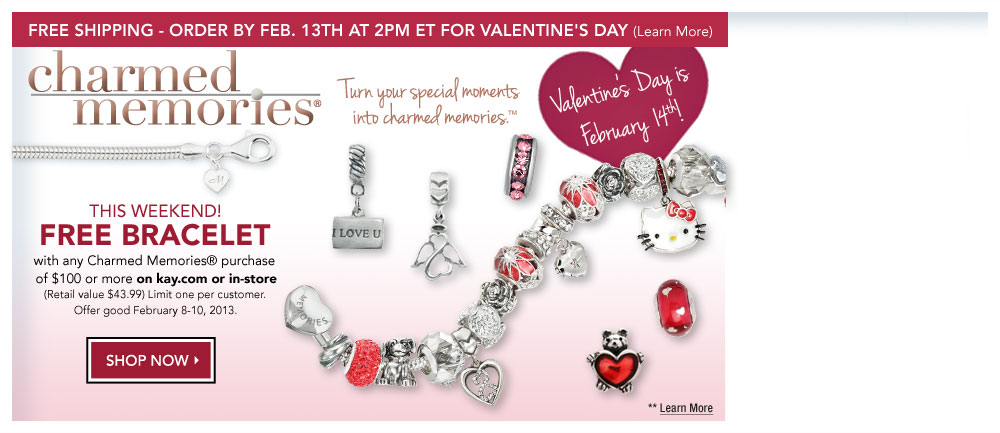 FREE SHIPPING - ORDER BY FEB. 13TH AT 2PM ET FOR VALENTINE'S DAY (Learn More)
charmed
memories®
Turn your special moments
into charmed memories.™
Valentine's Day is
February 14th!
M
THIS WEEKEND!
FREE BRACELET
with any Charmed Memories® purchase
of $100 or more on kay.com or in-store
(Retail value $43.99) Limit one per customer.
Offer good February 8-10, 2013.
SHOP NOW
I LOVE U
MEMORIES
** Learn More